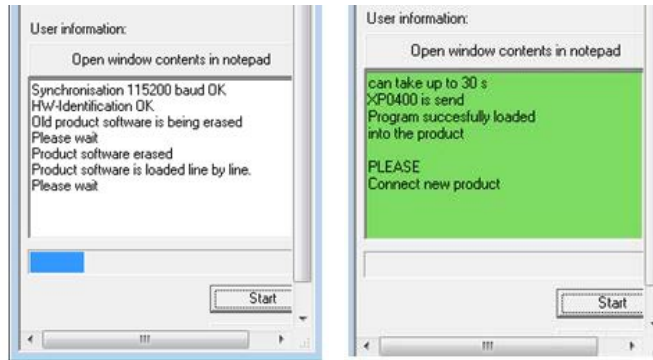 User information:
Open window contents in notepad
Synchronisation 115200 baud OK
HW-Identification OK
Old product software is being erased
Please wait
Product software erased
Product software is loaded line by line.
Please wait
Start
User information:
Open window contents in notepad
can take up to 30 s
XP0400 is send
Program succesfully loaded
into the product
PLEASE
Connect new product
Start